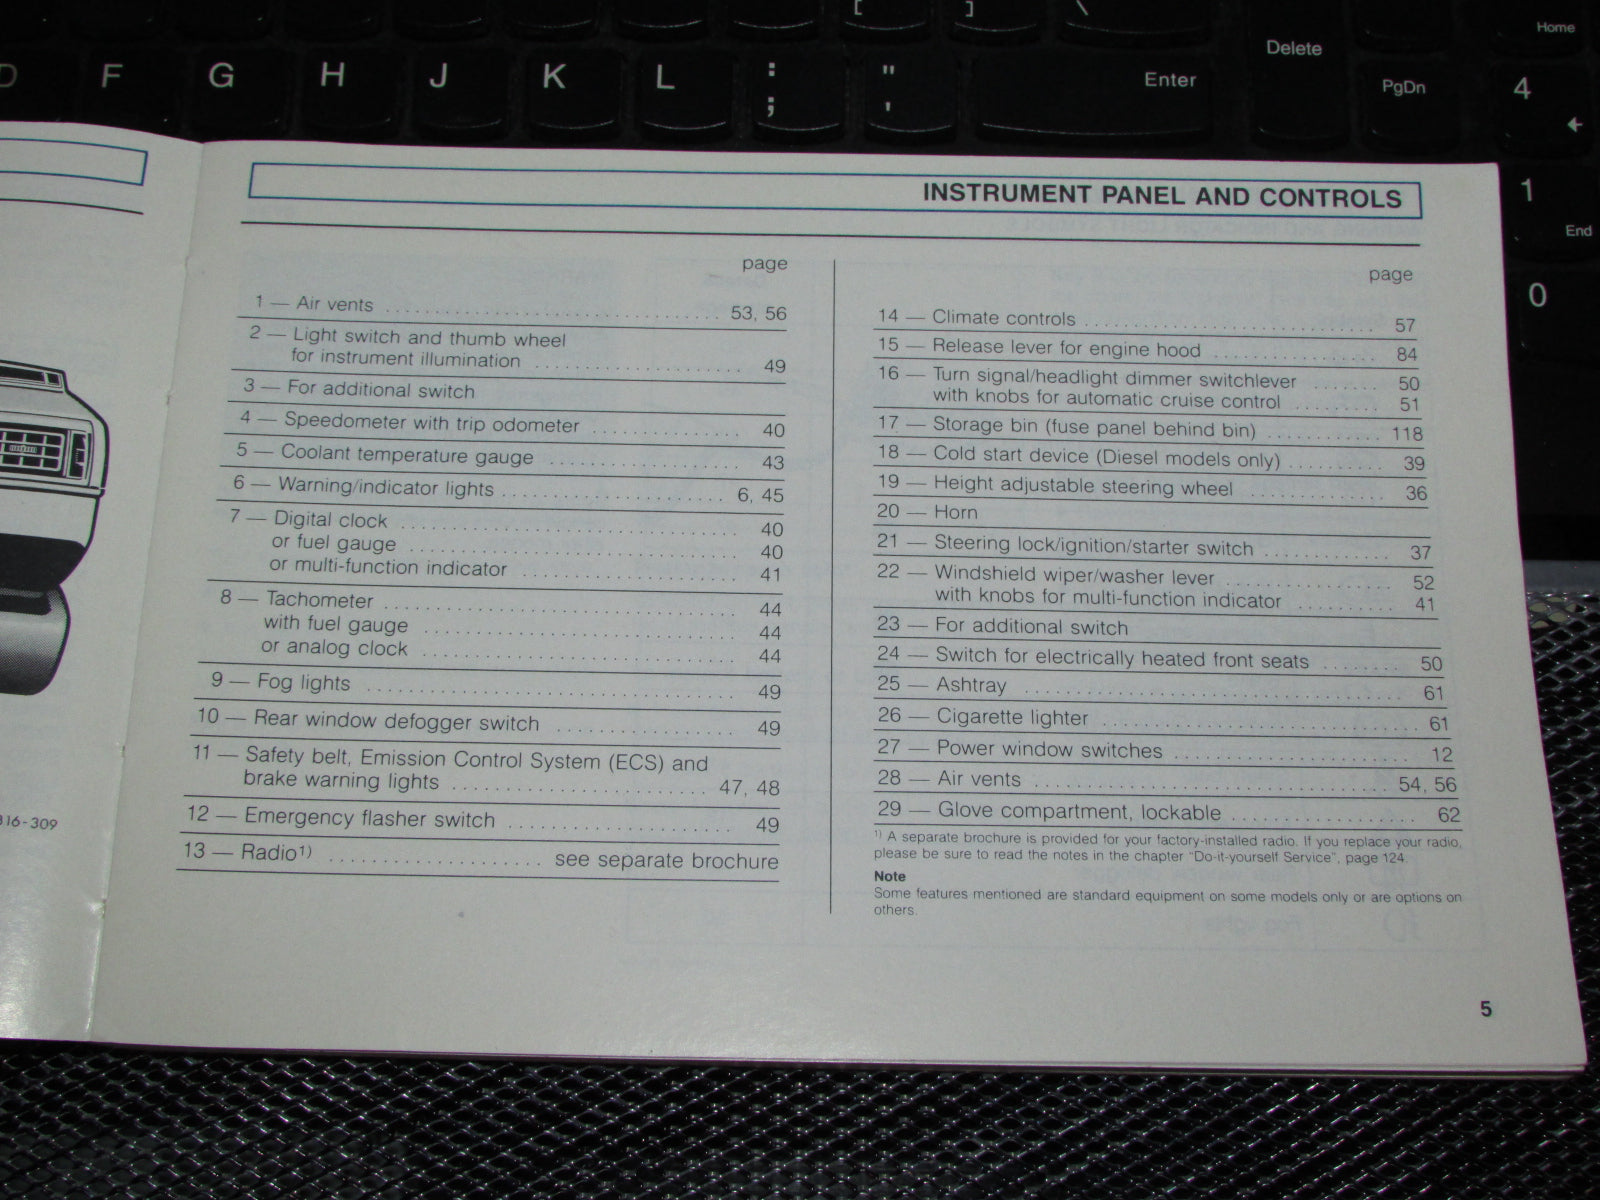 [ ] \ Home
D F G H J K L : ; " ' Enter Delete PgDn 4
1 End
0
INSTRUMENT PANEL AND CONTROLS
page
1 — Air vents .......... 53, 56
2 — Light switch and thumb wheel
for instrument illumination .......... 49
3 — For additional switch
4 — Speedometer with trip odometer .......... 40
5 — Coolant temperature gauge .......... 43
6 — Warning/indicator lights .......... 6, 45
7 — Digital clock .......... 40
or fuel gauge .......... 40
or multi-function indicator .......... 41
8 — Tachometer .......... 44
with fuel gauge .......... 44
or analog clock .......... 44
9 — Fog lights .......... 49
10 — Rear window defogger switch .......... 49
11 — Safety belt, Emission Control System (ECS) and
brake warning lights .......... 47, 48
12 — Emergency flasher switch .......... 49
13 — Radio1) .......... see separate brochure
page
14 — Climate controls .......... 57
15 — Release lever for engine hood .......... 84
16 — Turn signal/headlight dimmer switchlever .......... 50
with knobs for automatic cruise control .......... 51
17 — Storage bin (fuse panel behind bin) .......... 118
18 — Cold start device (Diesel models only) .......... 39
19 — Height adjustable steering wheel .......... 36
20 — Horn
21 — Steering lock/ignition/starter switch .......... 37
22 — Windshield wiper/washer lever .......... 52
with knobs for multi-function indicator .......... 41
23 — For additional switch
24 — Switch for electrically heated front seats .......... 50
25 — Ashtray .......... 61
26 — Cigarette lighter .......... 61
27 — Power window switches .......... 12
28 — Air vents .......... 54, 56
29 — Glove compartment, lockable .......... 62
1) A separate brochure is provided for your factory-installed radio. If you replace your radio,
please be sure to read the notes in the chapter "Do-it-yourself Service", page 124.
Note
Some features mentioned are standard equipment on some models only or are options on
others.
5
16-309